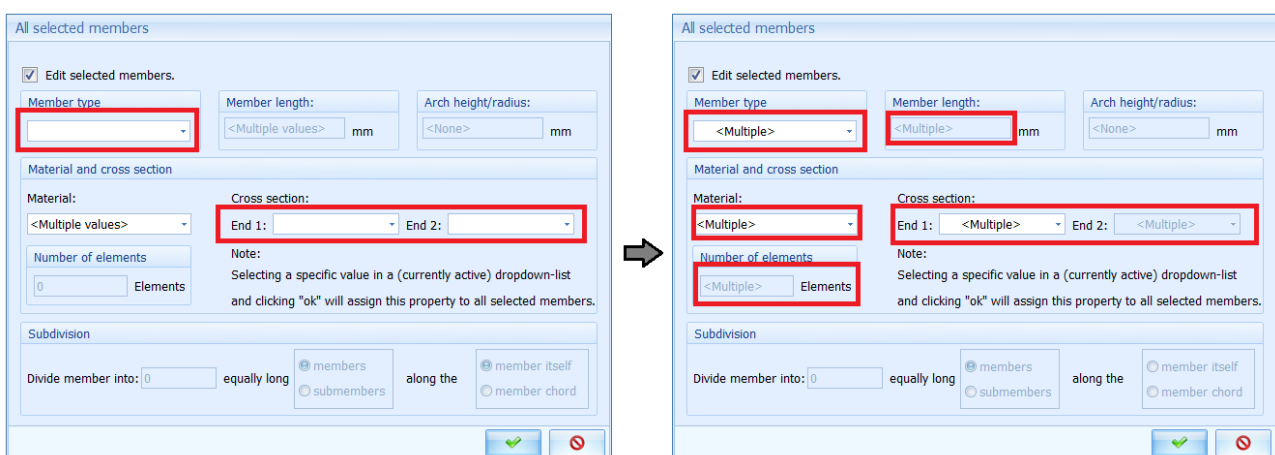 All selected members
Edit selected members.
Member type Member length: Arch height/radius:
<Multiple values> mm <None> mm
Material and cross section
Material: Cross section:
<Multiple values> End 1: End 2:
Number of elements Note:
0 Elements Selecting a specific value in a (currently active) dropdown-list
and clicking "ok" will assign this property to all selected members.
Subdivision
Divide member into: 0 equally long members submembers along the member itself member chord
All selected members
Edit selected members.
Member type Member length: Arch height/radius:
<Multiple> <Multiple> mm <None> mm
Material and cross section
Material: Cross section:
<Multiple> End 1: <Multiple> End 2: <Multiple>
Number of elements Note:
<Multiple> Elements Selecting a specific value in a (currently active) dropdown-list
and clicking "ok" will assign this property to all selected members.
Subdivision
Divide member into: 0 equally long members submembers along the member itself member chord